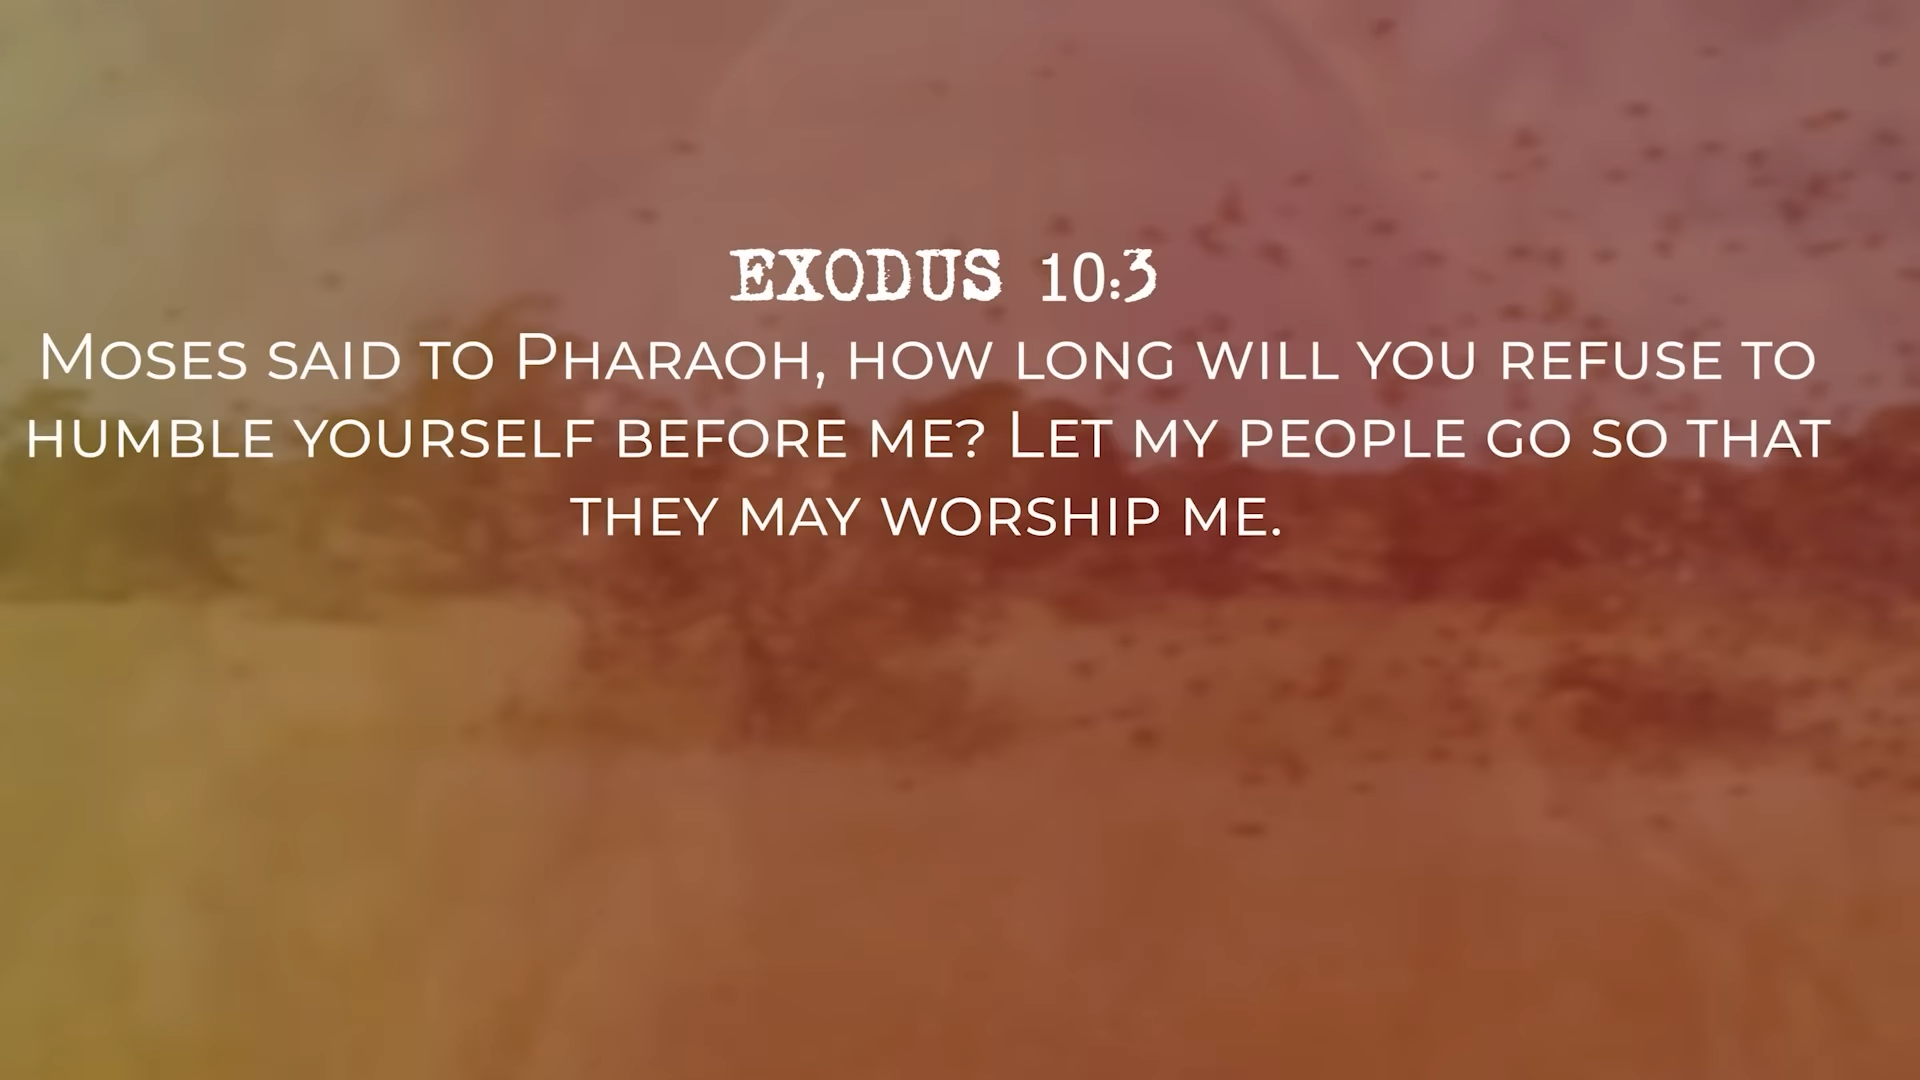 EXODUS 10:3
Moses said to Pharaoh, how long will you refuse to
humble yourself before me? Let my people go so that
they may worship me.